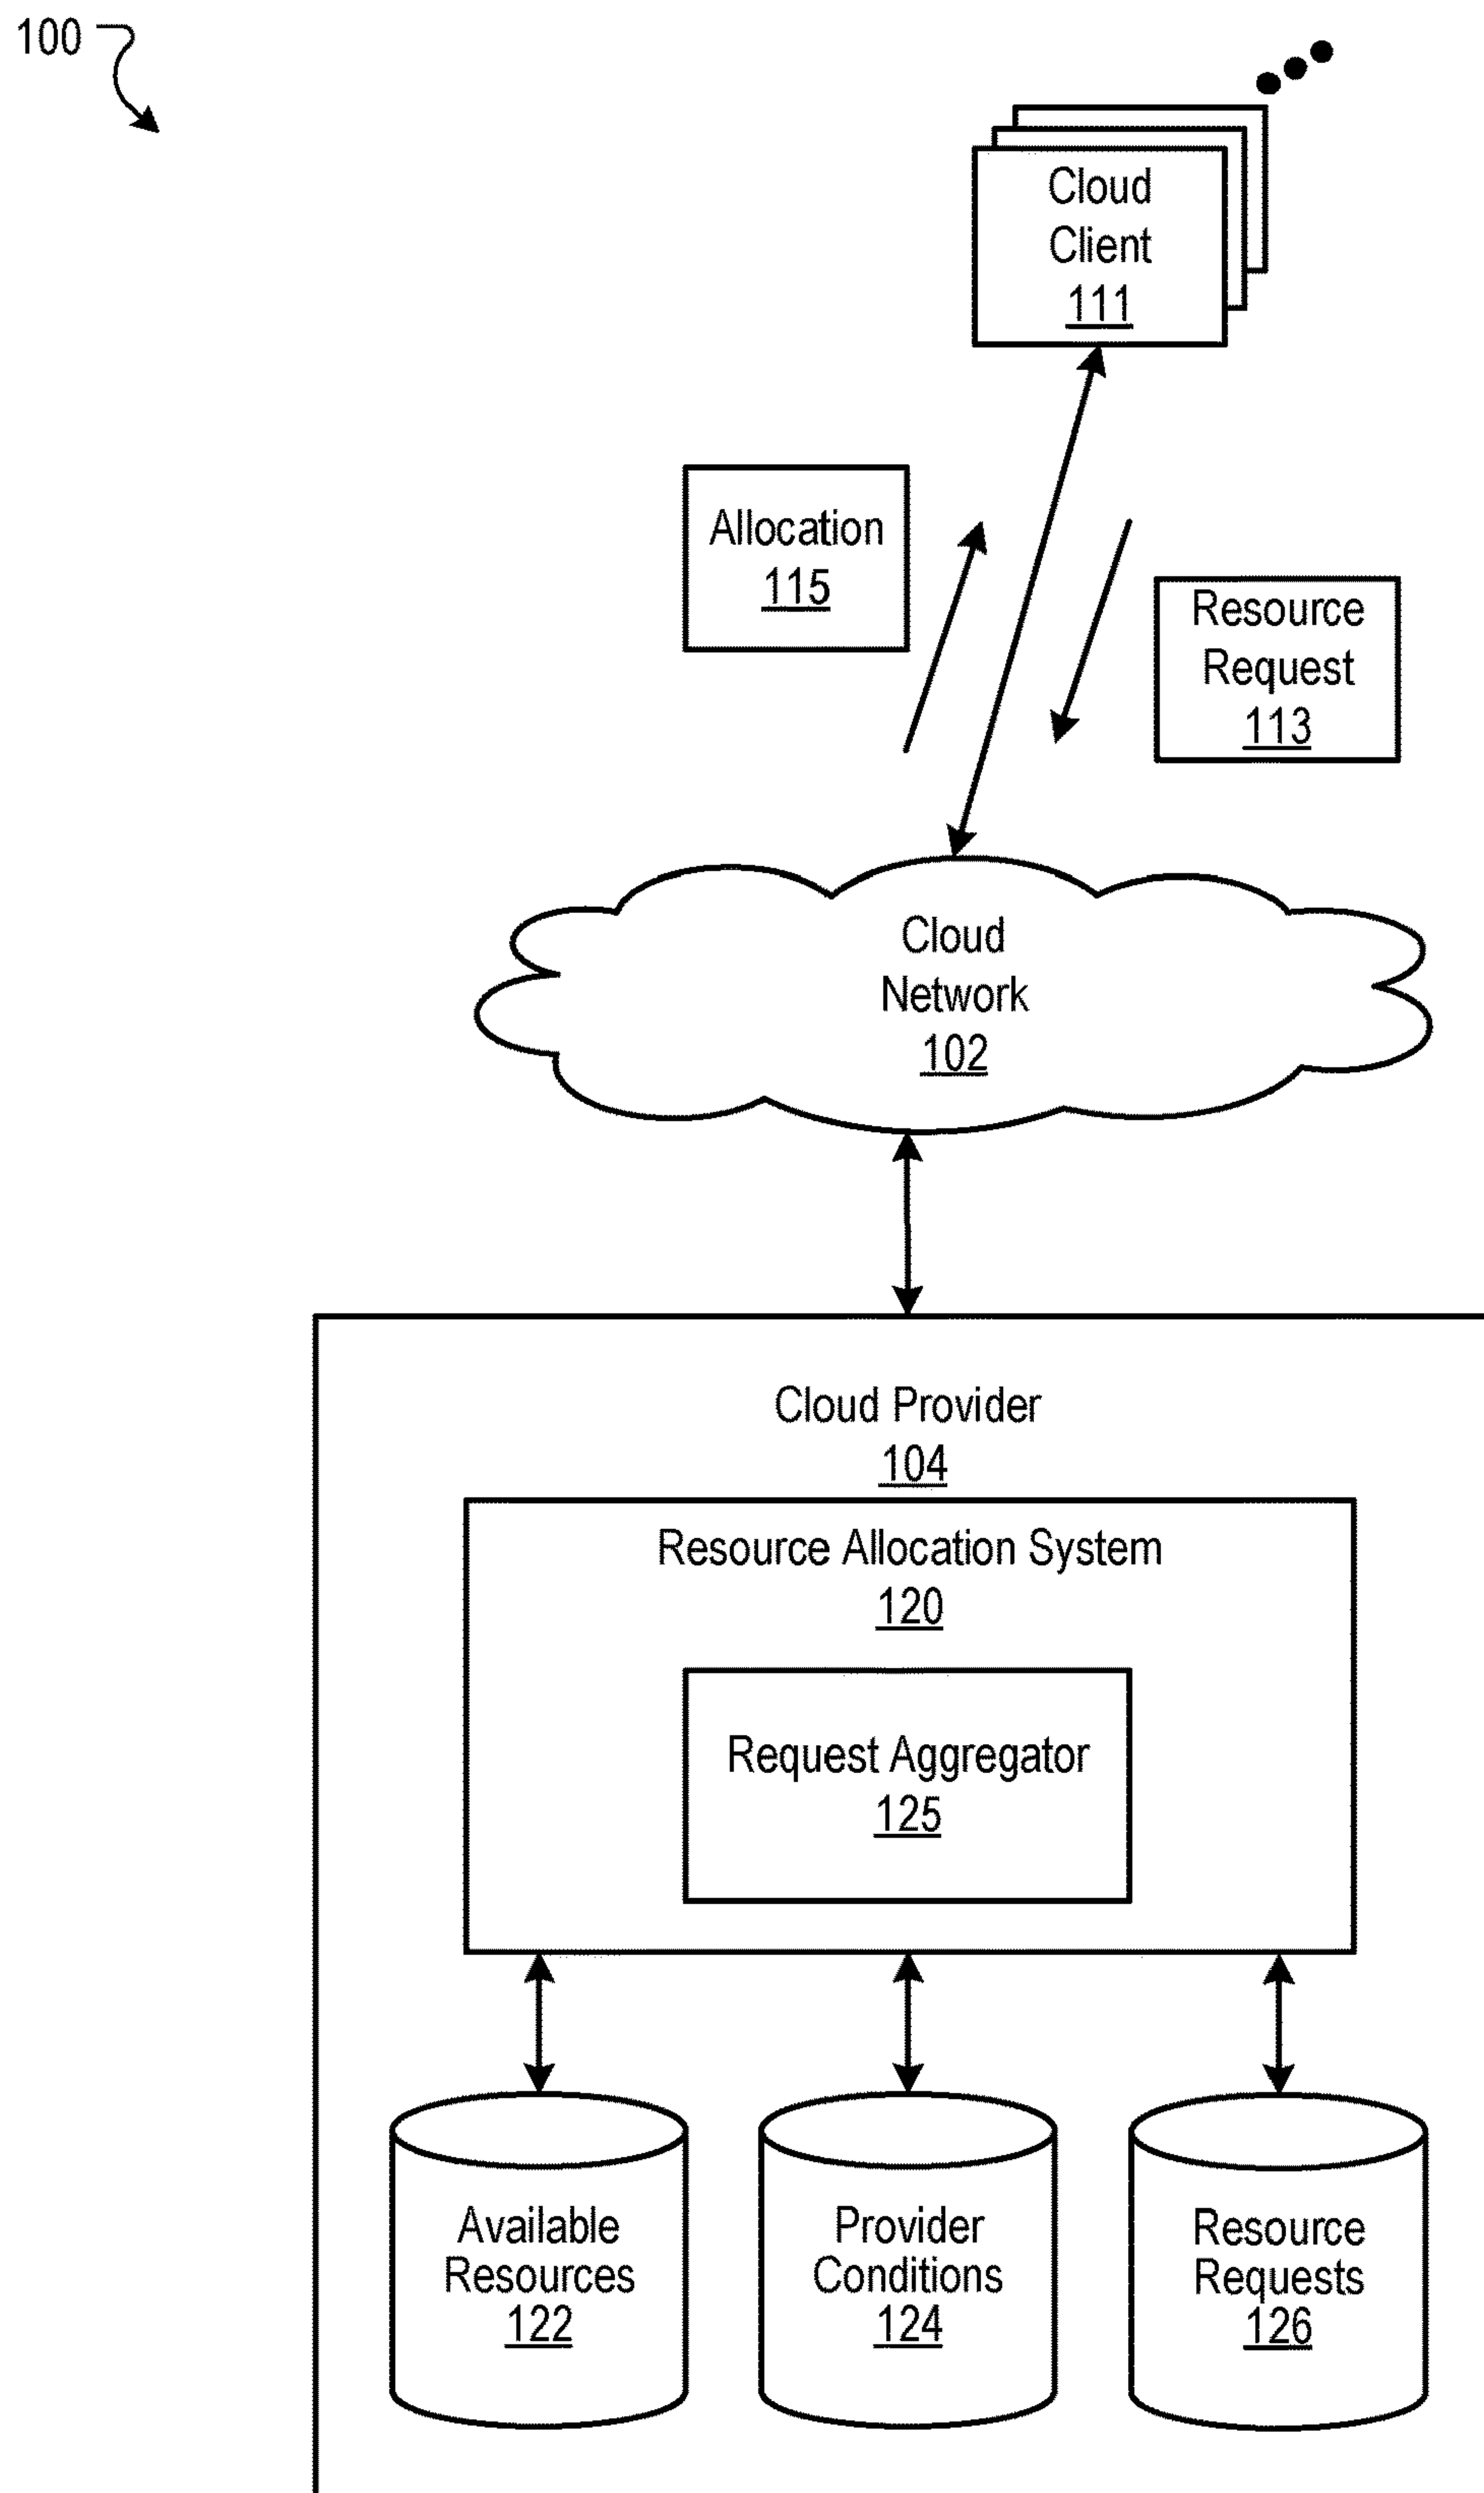 100
Cloud
Client
111
Allocation
115
Resource
Request
113
Cloud
Network
102
Cloud Provider
104
Resource Allocation System
120
Request Aggregator
125
Available
Resources
122
Provider
Conditions
124
Resource
Requests
126